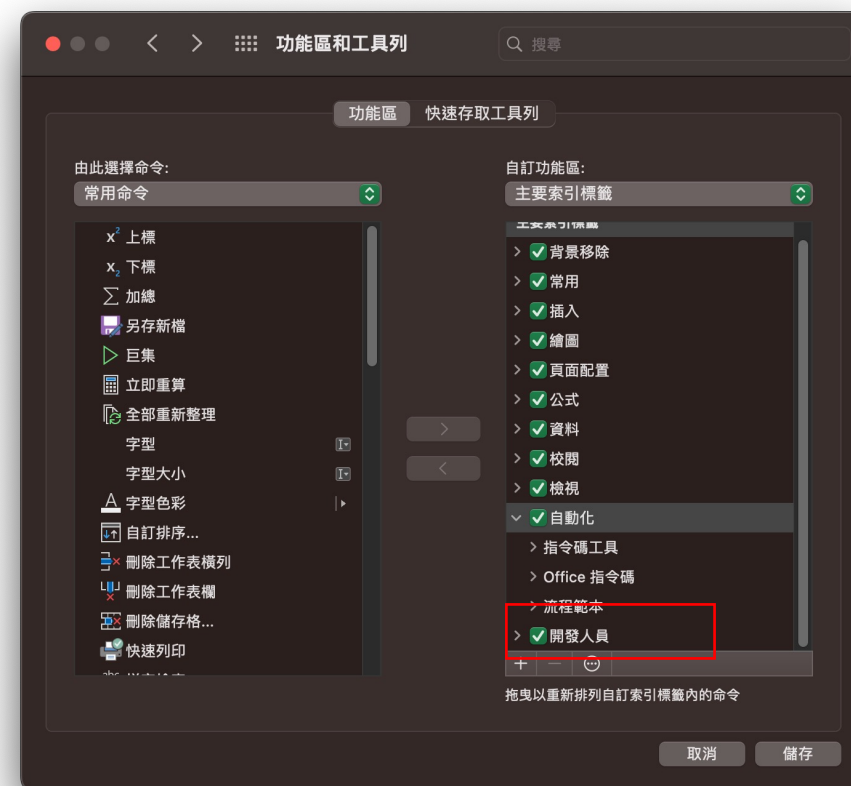 功能區和工具列
搜尋
功能區
快速存取工具列
由此選擇命令:
常用命令
x² 上標
x₂ 下標
加總
另存新檔
巨集
立即重算
全部重新整理
字型
字型大小
A 字型色彩
自訂排序...
刪除工作表橫列
刪除工作表欄
刪除儲存格...
快速列印
自訂功能區:
主要索引標籤
主要索引標籤
背景移除
常用
插入
繪圖
頁面配置
公式
資料
校閱
檢視
自動化
指令碼工具
Office 指令碼
流程範本
開發人員
拖曳以重新排列自訂索引標籤內的命令
取消
儲存